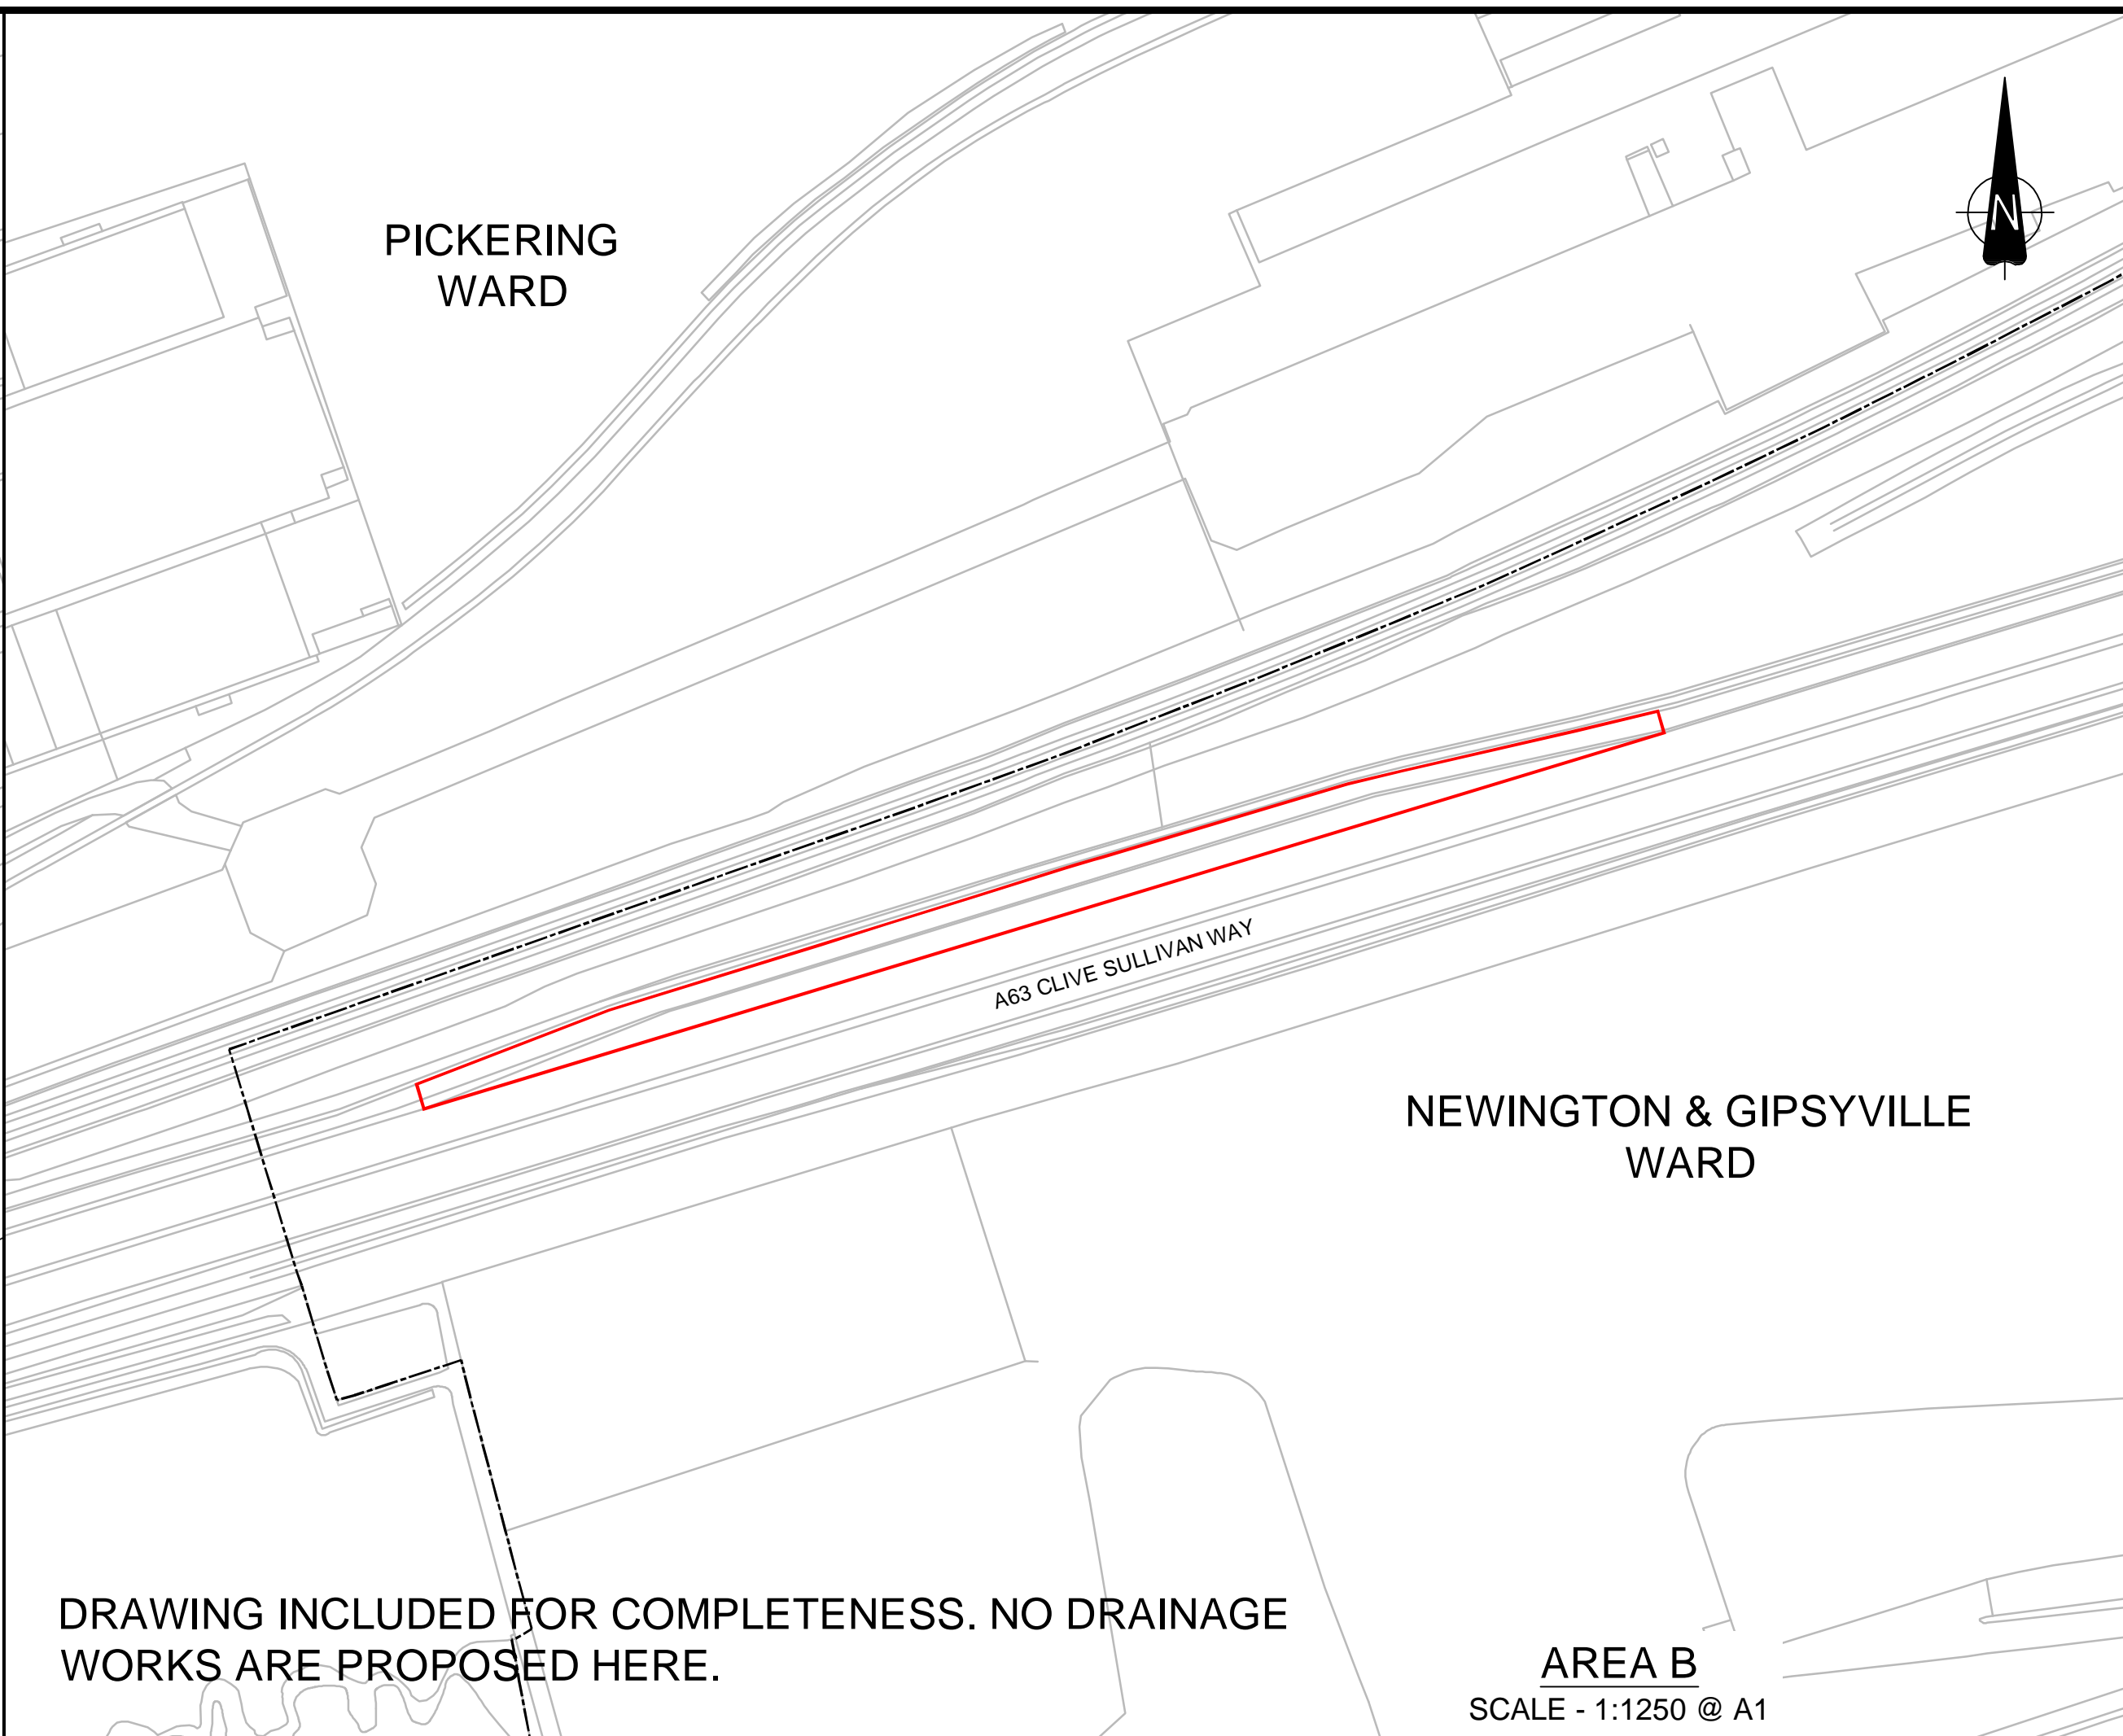 PICKERING
WARD
N
A63 CLIVE SULLIVAN WAY
NEWINGTON & GIPSYVILLE
WARD
DRAWING INCLUDED FOR COMPLETENESS. NO DRAINAGE
WORKS ARE PROPOSED HERE.
AREA B
SCALE - 1:1250 @ A1